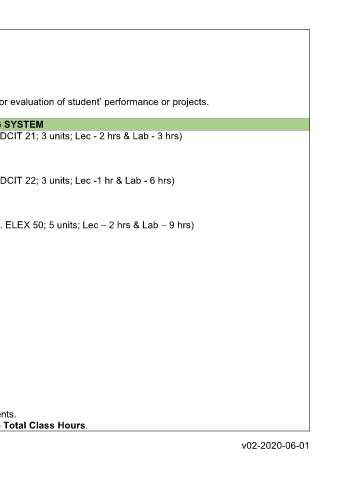 or evaluation of student' performance or projects.
SYSTEM
DCIT 21; 3 units; Lec - 2 hrs & Lab - 3 hrs)
DCIT 22; 3 units; Lec -1 hr & Lab - 6 hrs)
. ELEX 50; 5 units; Lec – 2 hrs & Lab – 9 hrs)
ents.
Total Class Hours.
v02-2020-06-01